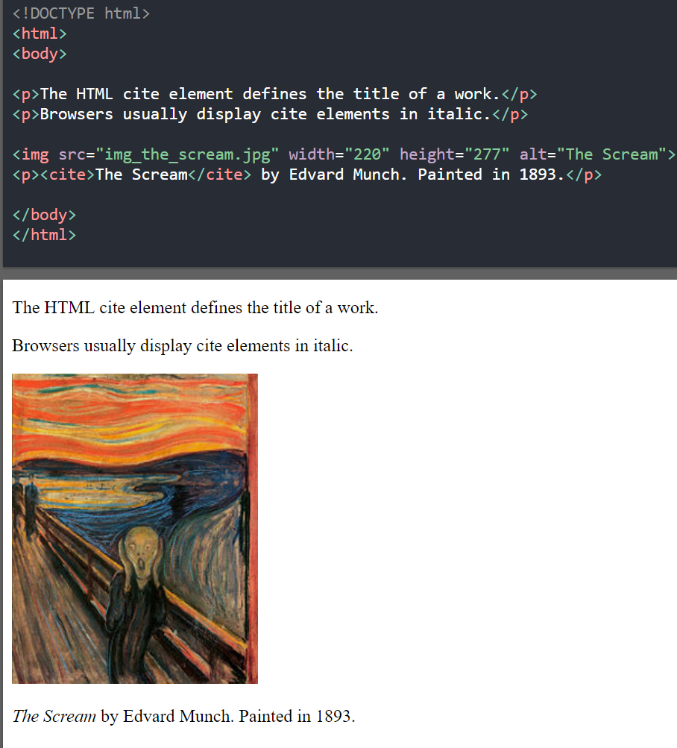 <!DOCTYPE html>
<html>
<body>
<p>The HTML cite element defines the title of a work.</p>
<p>Browsers usually display cite elements in italic.</p>
<img src="img_the_scream.jpg" width="220" height="277" alt="The Scream">
<p><cite>The Scream</cite> by Edvard Munch. Painted in 1893.</p>
</body>
</html>
The HTML cite element defines the title of a work.
Browsers usually display cite elements in italic.
The Scream by Edvard Munch. Painted in 1893.